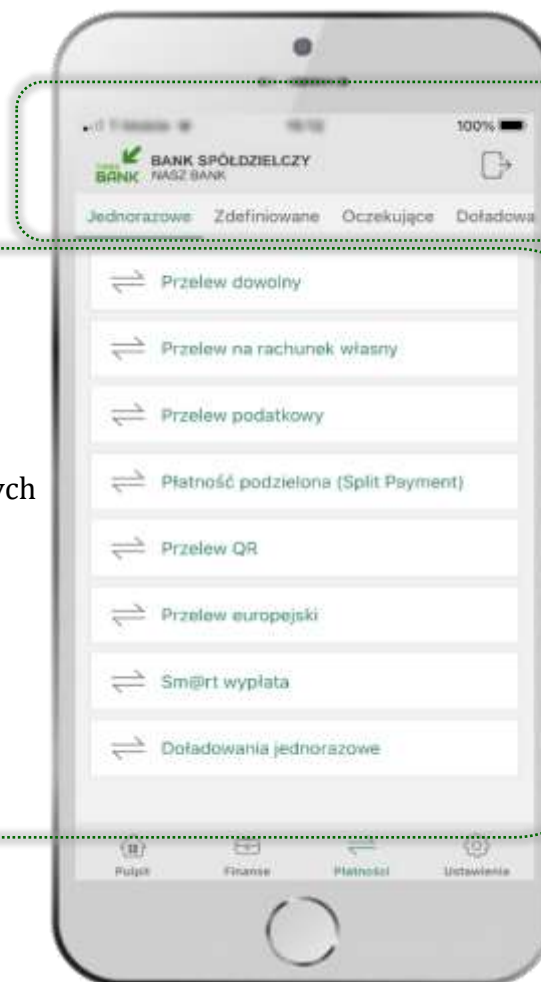 100%
BANK
BANK SPÓŁDZIELCZY
NASZ BANK
Jednorazowe Zdefiniowane Oczekujące Doładowa
Przelew dowolny
Przelew na rachunek własny
Przelew podatkowy
ych
Płatność podzielona (Split Payment)
Przelew QR
Przelew europejski
Sm@rt wypłata
Doładowania jednorazowe
Pulpit Finanse Płatności Ustawienia